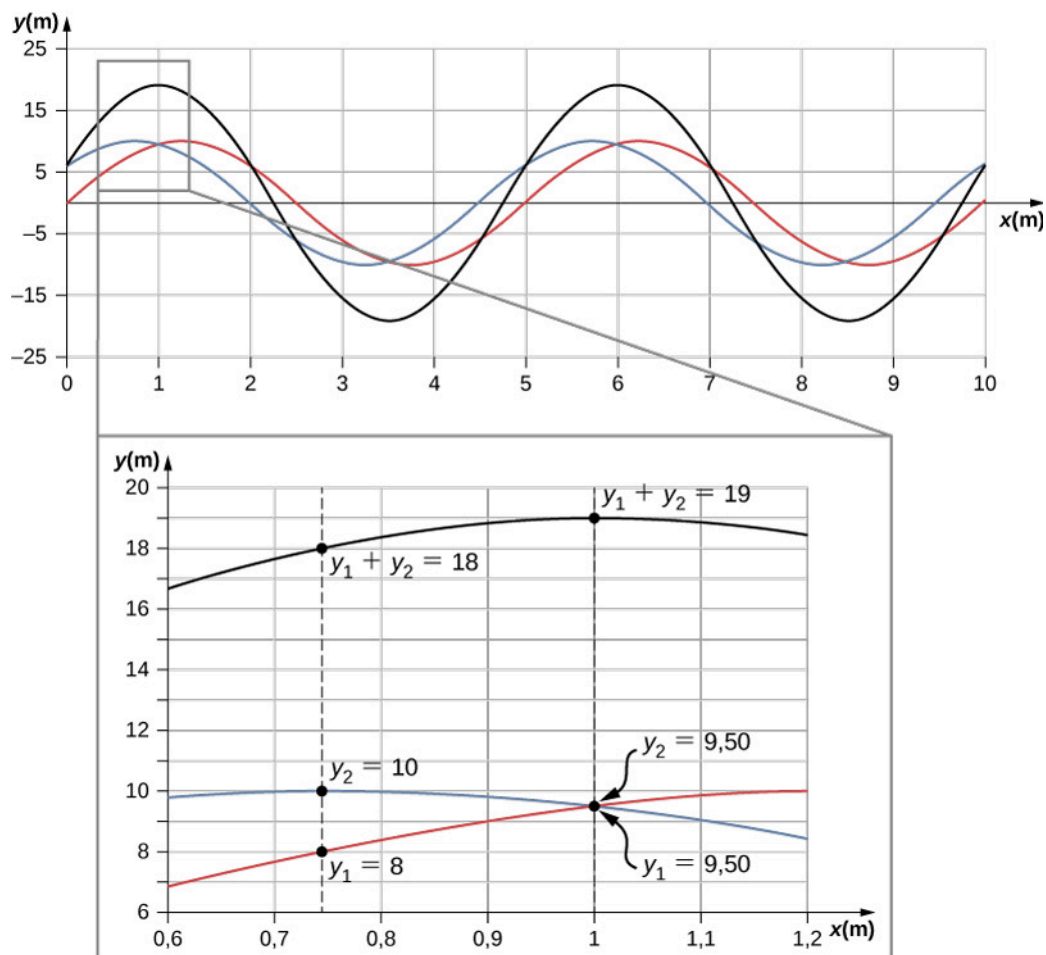 y(m)
25
15
5
–5
–15
–25
x(m)
0 1 2 3 4 5 6 7 8 9 10
y(m)
20
18
16
14
12
10
8
6
y₁ + y₂ = 19
y₁ + y₂ = 18
y₂ = 9,50
y₂ = 10
y₁ = 8
y₁ = 9,50
0,6 0,7 0,8 0,9 1 1,1 1,2 x(m)